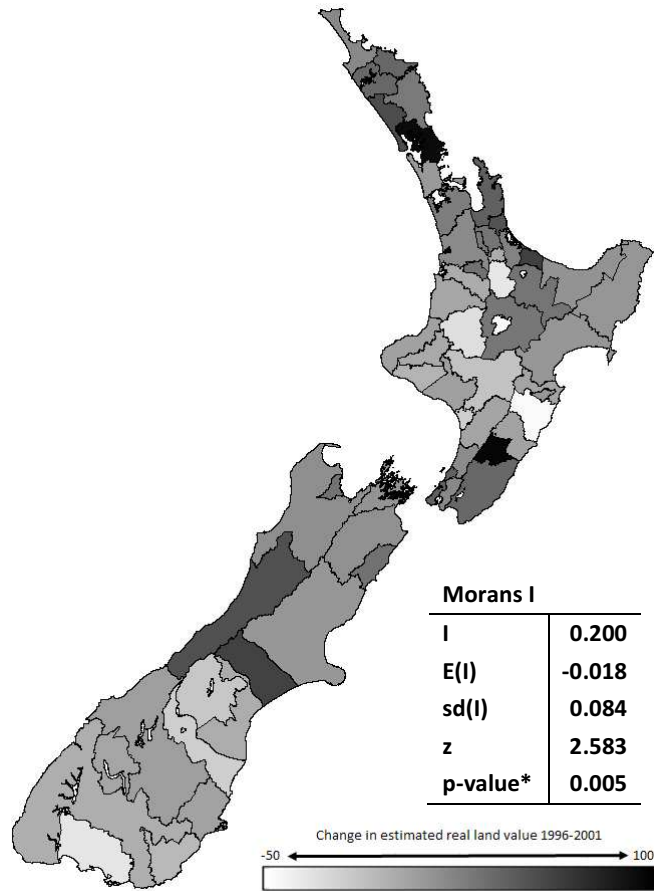 Morans I
I 0.200
E(I) -0.018
sd(I) 0.084
z 2.583
p-value* 0.005
Change in estimated real land value 1996-2001
-50 100